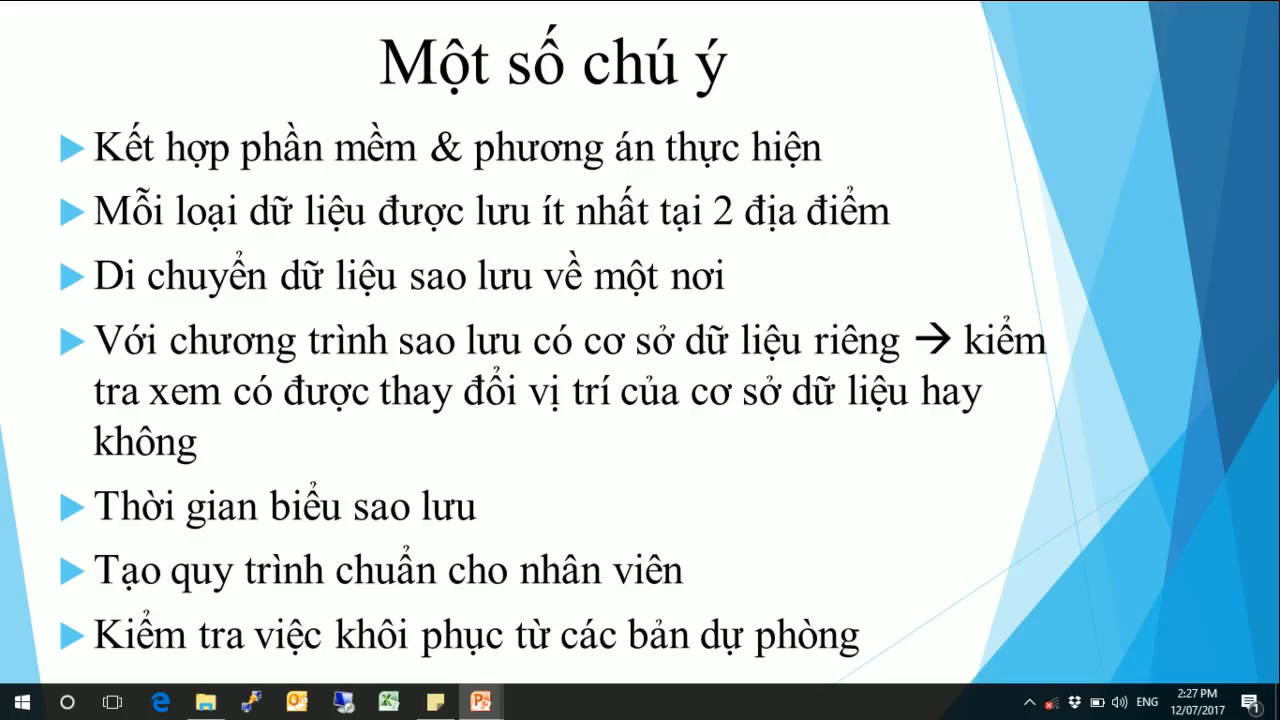 Một số chú ý
Kết hợp phần mềm & phương án thực hiện
Mỗi loại dữ liệu được lưu ít nhất tại 2 địa điểm
Di chuyển dữ liệu sao lưu về một nơi
Với chương trình sao lưu có cơ sở dữ liệu riêng → kiểm
tra xem có được thay đổi vị trí của cơ sở dữ liệu hay
không
Thời gian biểu sao lưu
Tạo quy trình chuẩn cho nhân viên
Kiểm tra việc khôi phục từ các bản dự phòng
ENG
2:27 PM
12/07/2017
1